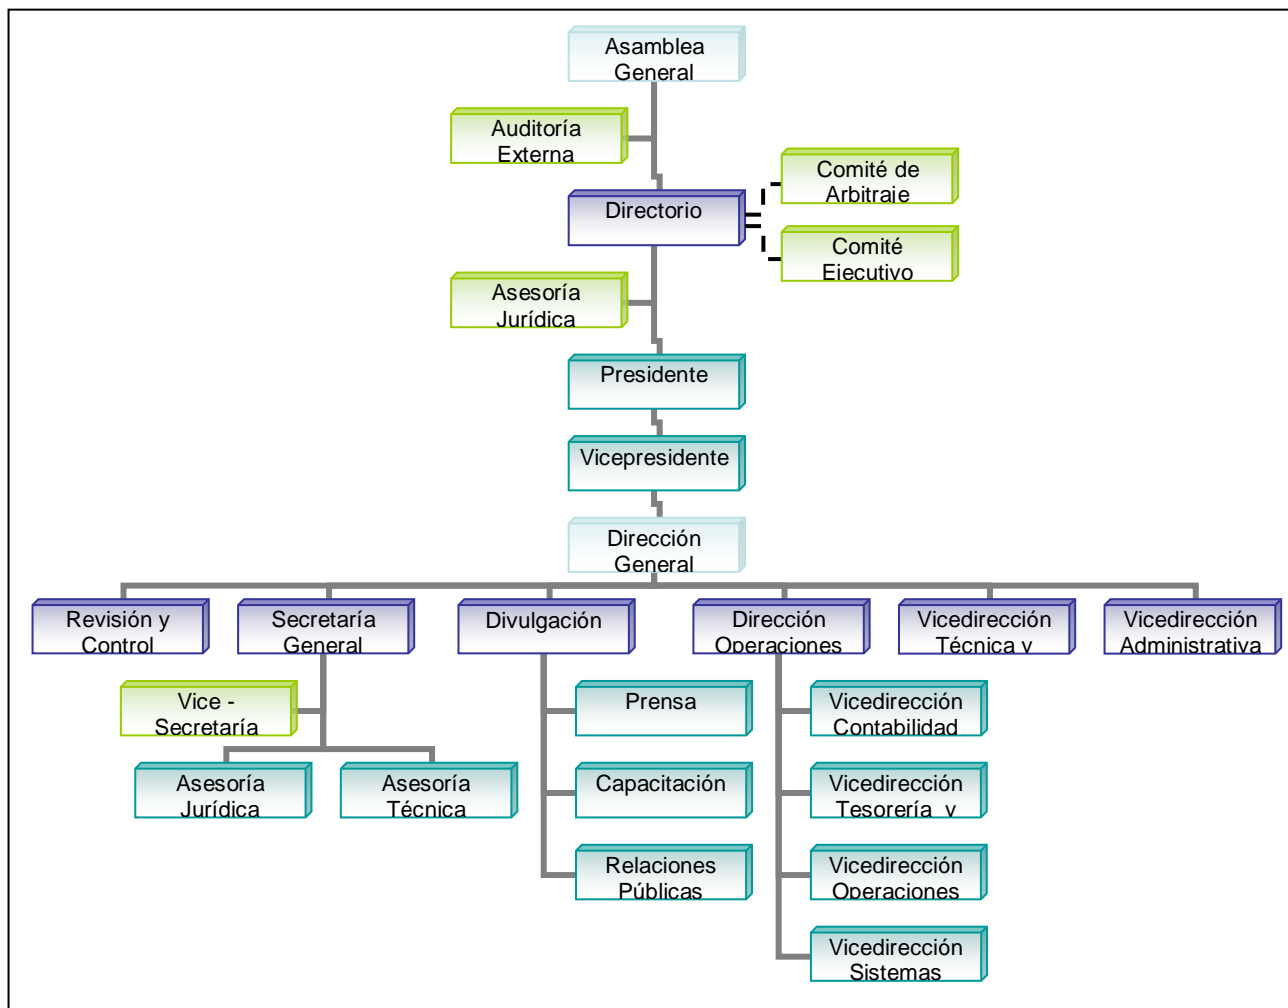 Asamblea
General
Auditoría
Externa
Comité de
Arbitraje
Directorio
Comité
Ejecutivo
Asesoría
Jurídica
Presidente
Vicepresidente
Dirección
General
Revisión y
Control
Secretaría
General
Divulgación
Dirección
Operaciones
Vicedirección
Técnica y
Vicedirección
Administrativa
Vice -
Secretaría
Asesoría
Jurídica
Asesoría
Técnica
Prensa
Capacitación
Relaciones
Públicas
Vicedirección
Contabilidad
Vicedirección
Tesorería y
Vicedirección
Operaciones
Vicedirección
Sistemas